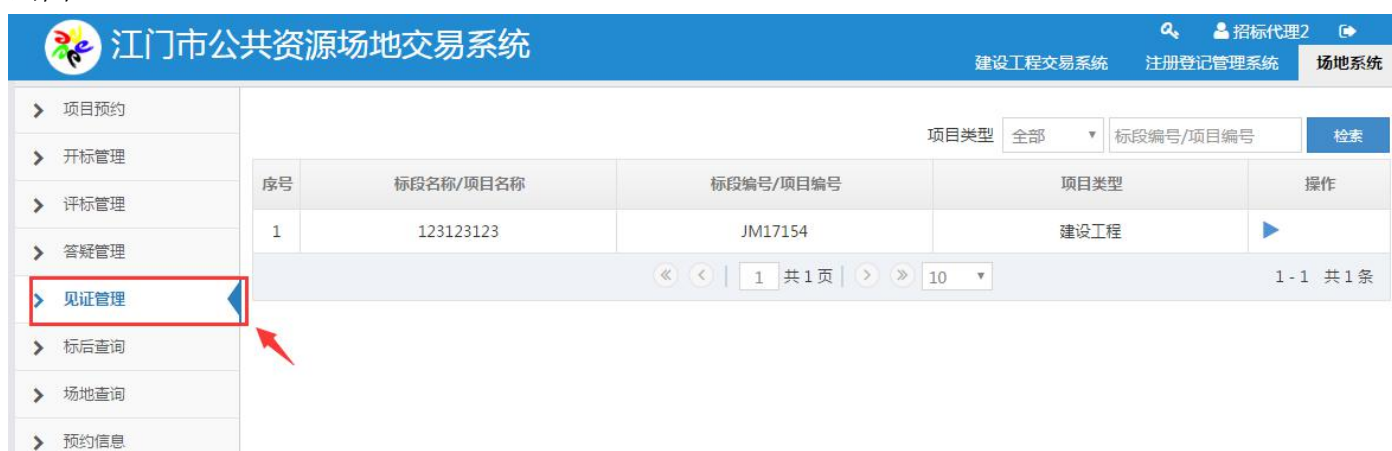 江门市公共资源场地交易系统
招标代理2
建设工程交易系统 注册登记管理系统 场地系统
项目预约
开标管理
评标管理
答疑管理
见证管理
标后查询
场地查询
预约信息
项目类型 全部 标段编号/项目编号 检索
序号 标段名称/项目名称 标段编号/项目编号 项目类型 操作
1 123123123 JM17154 建设工程
1 共1页 10 1-1 共1条